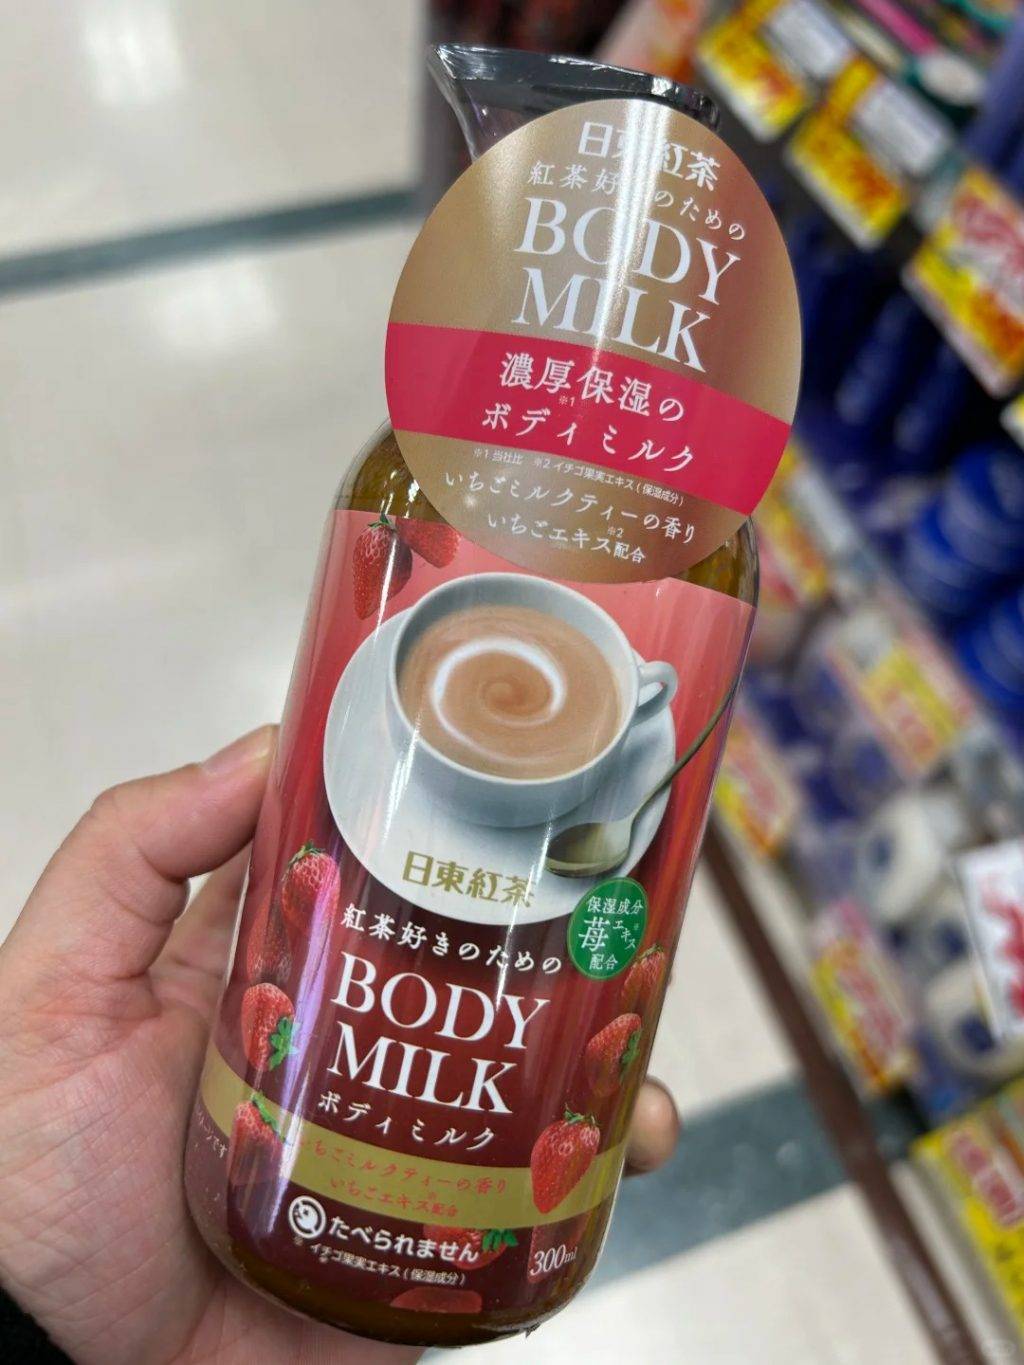 日東紅茶
紅茶好きのための
BODY
MILK
濃厚保湿の
※1
ボディミルク
※1 当社比 ※2 イチゴ果実エキス(保湿成分)
いちごミルクティーの香り
※2
いちごエキス配合
日東紅茶
紅茶好きのための
BODY
MILK
ボディミルク
保湿成分
苺エキス※
配合
いちごミルクティーの香り
いちごエキス※配合
たべられません
※イチゴ果実エキス(保湿成分)
300ml